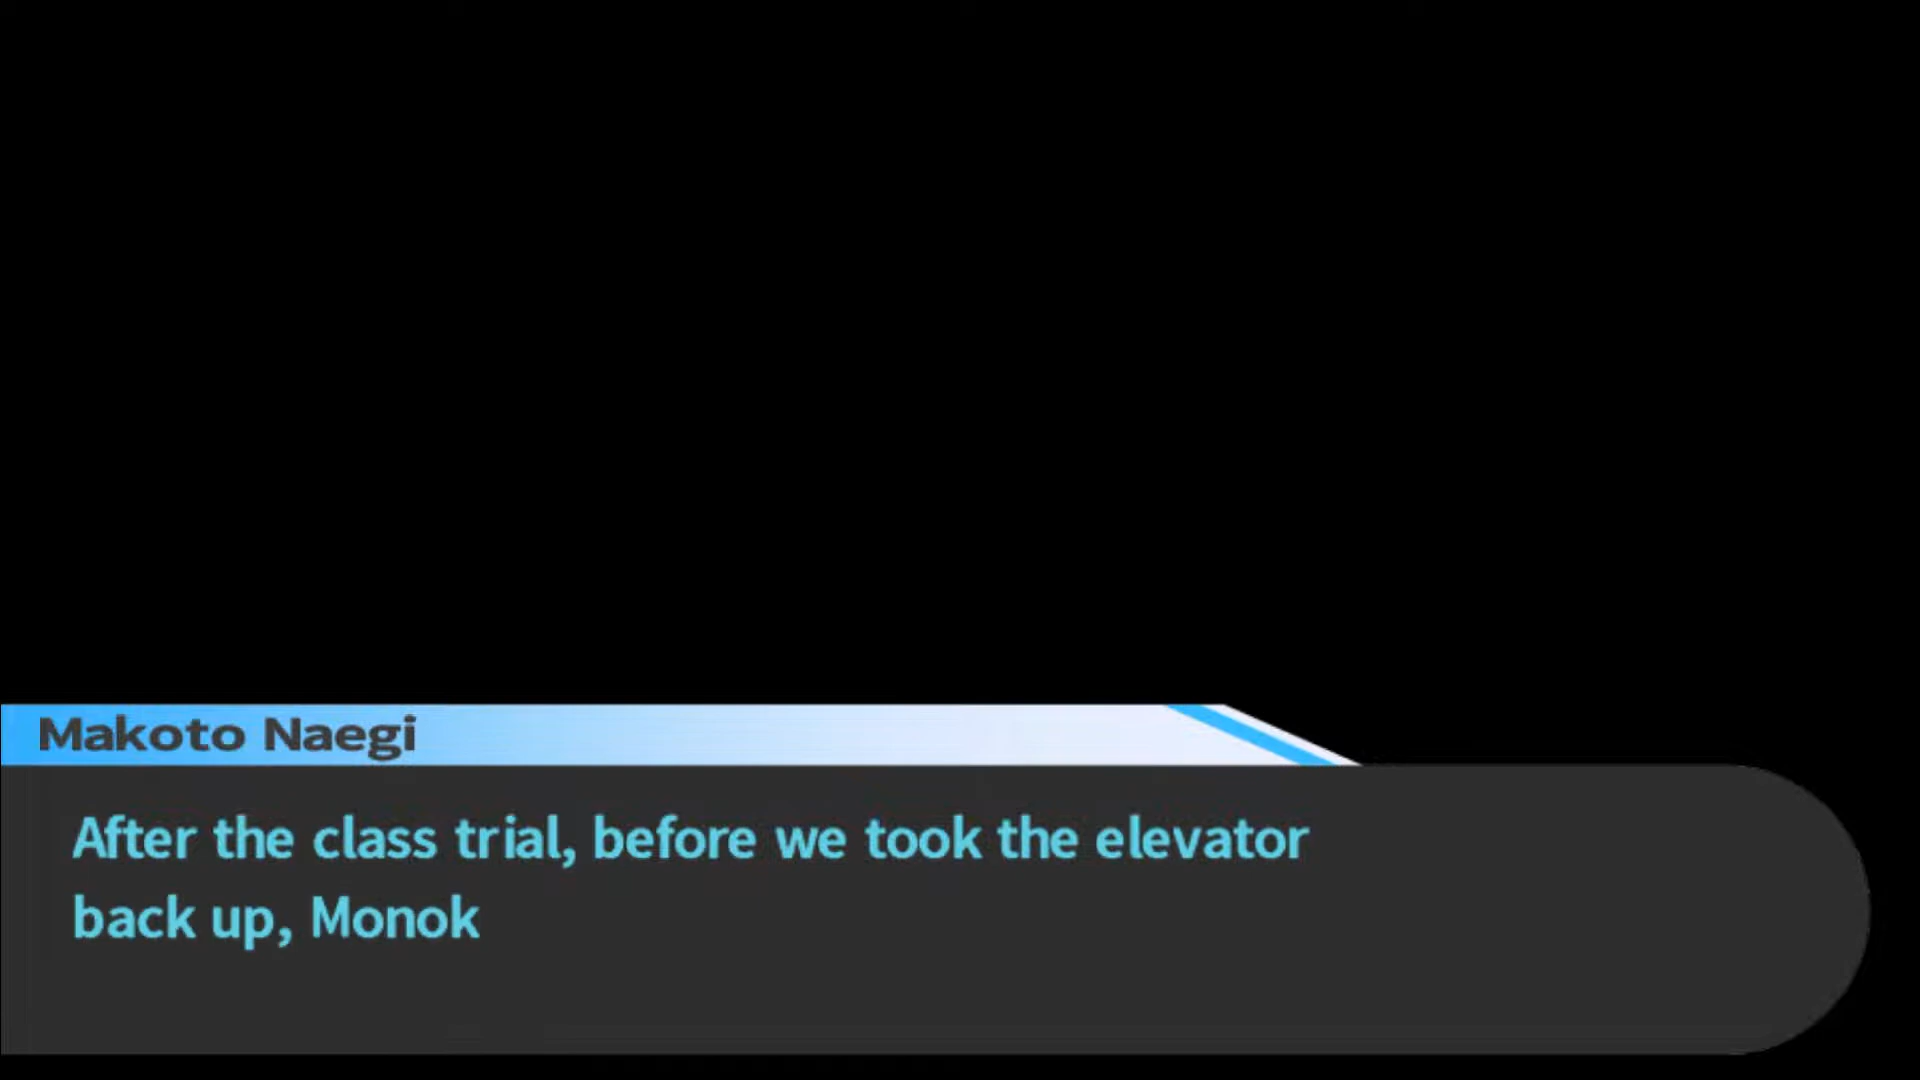 Makoto Naegi
After the class trial, before we took the elevator
back up, Monok